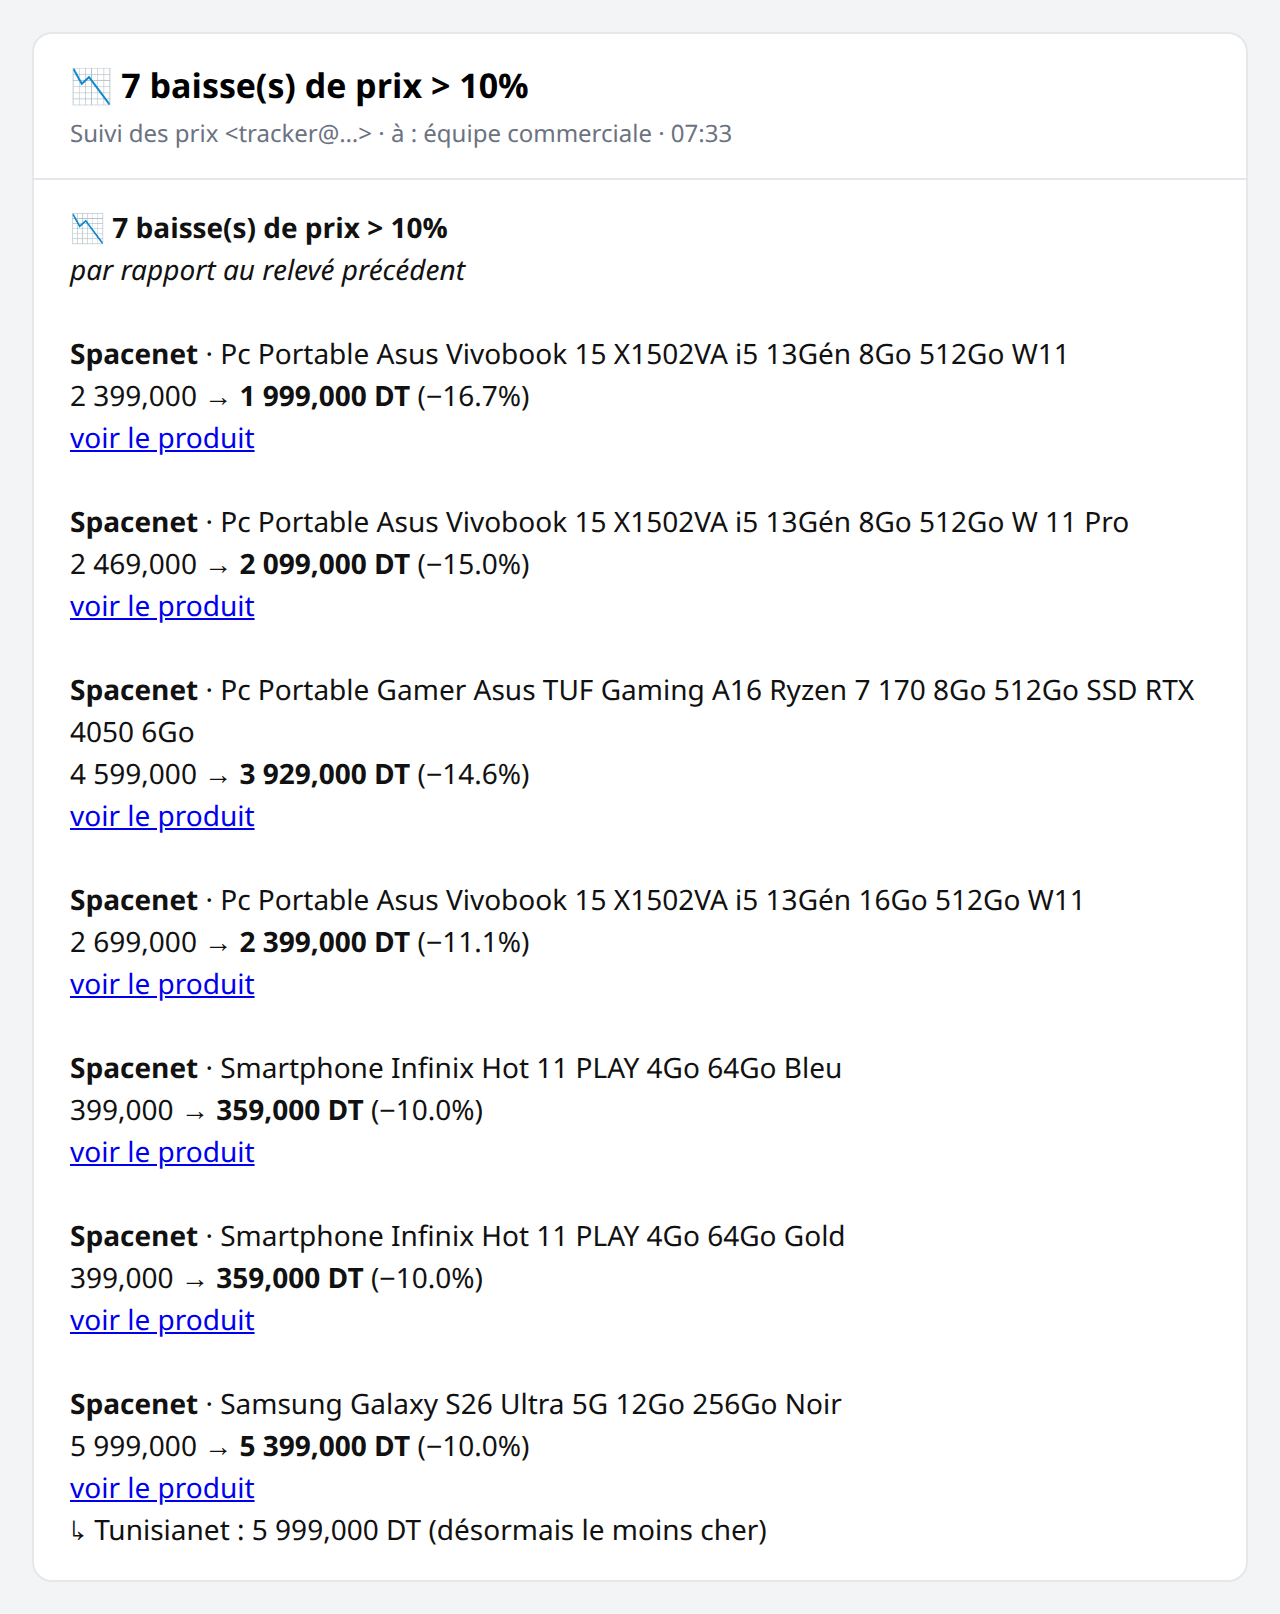 📉 7 baisse(s) de prix > 10%
Suivi des prix <tracker@...> · à : équipe commerciale · 07:33
📉 7 baisse(s) de prix > 10%
par rapport au relevé précédent
Spacenet · Pc Portable Asus Vivobook 15 X1502VA i5 13Gén 8Go 512Go W11
2 399,000 → 1 999,000 DT (−16.7%)
voir le produit
Spacenet · Pc Portable Asus Vivobook 15 X1502VA i5 13Gén 8Go 512Go W 11 Pro
2 469,000 → 2 099,000 DT (−15.0%)
voir le produit
Spacenet · Pc Portable Gamer Asus TUF Gaming A16 Ryzen 7 170 8Go 512Go SSD RTX
4050 6Go
4 599,000 → 3 929,000 DT (−14.6%)
voir le produit
Spacenet · Pc Portable Asus Vivobook 15 X1502VA i5 13Gén 16Go 512Go W11
2 699,000 → 2 399,000 DT (−11.1%)
voir le produit
Spacenet · Smartphone Infinix Hot 11 PLAY 4Go 64Go Bleu
399,000 → 359,000 DT (−10.0%)
voir le produit
Spacenet · Smartphone Infinix Hot 11 PLAY 4Go 64Go Gold
399,000 → 359,000 DT (−10.0%)
voir le produit
Spacenet · Samsung Galaxy S26 Ultra 5G 12Go 256Go Noir
5 999,000 → 5 399,000 DT (−10.0%)
voir le produit
↳ Tunisianet : 5 999,000 DT (désormais le moins cher)